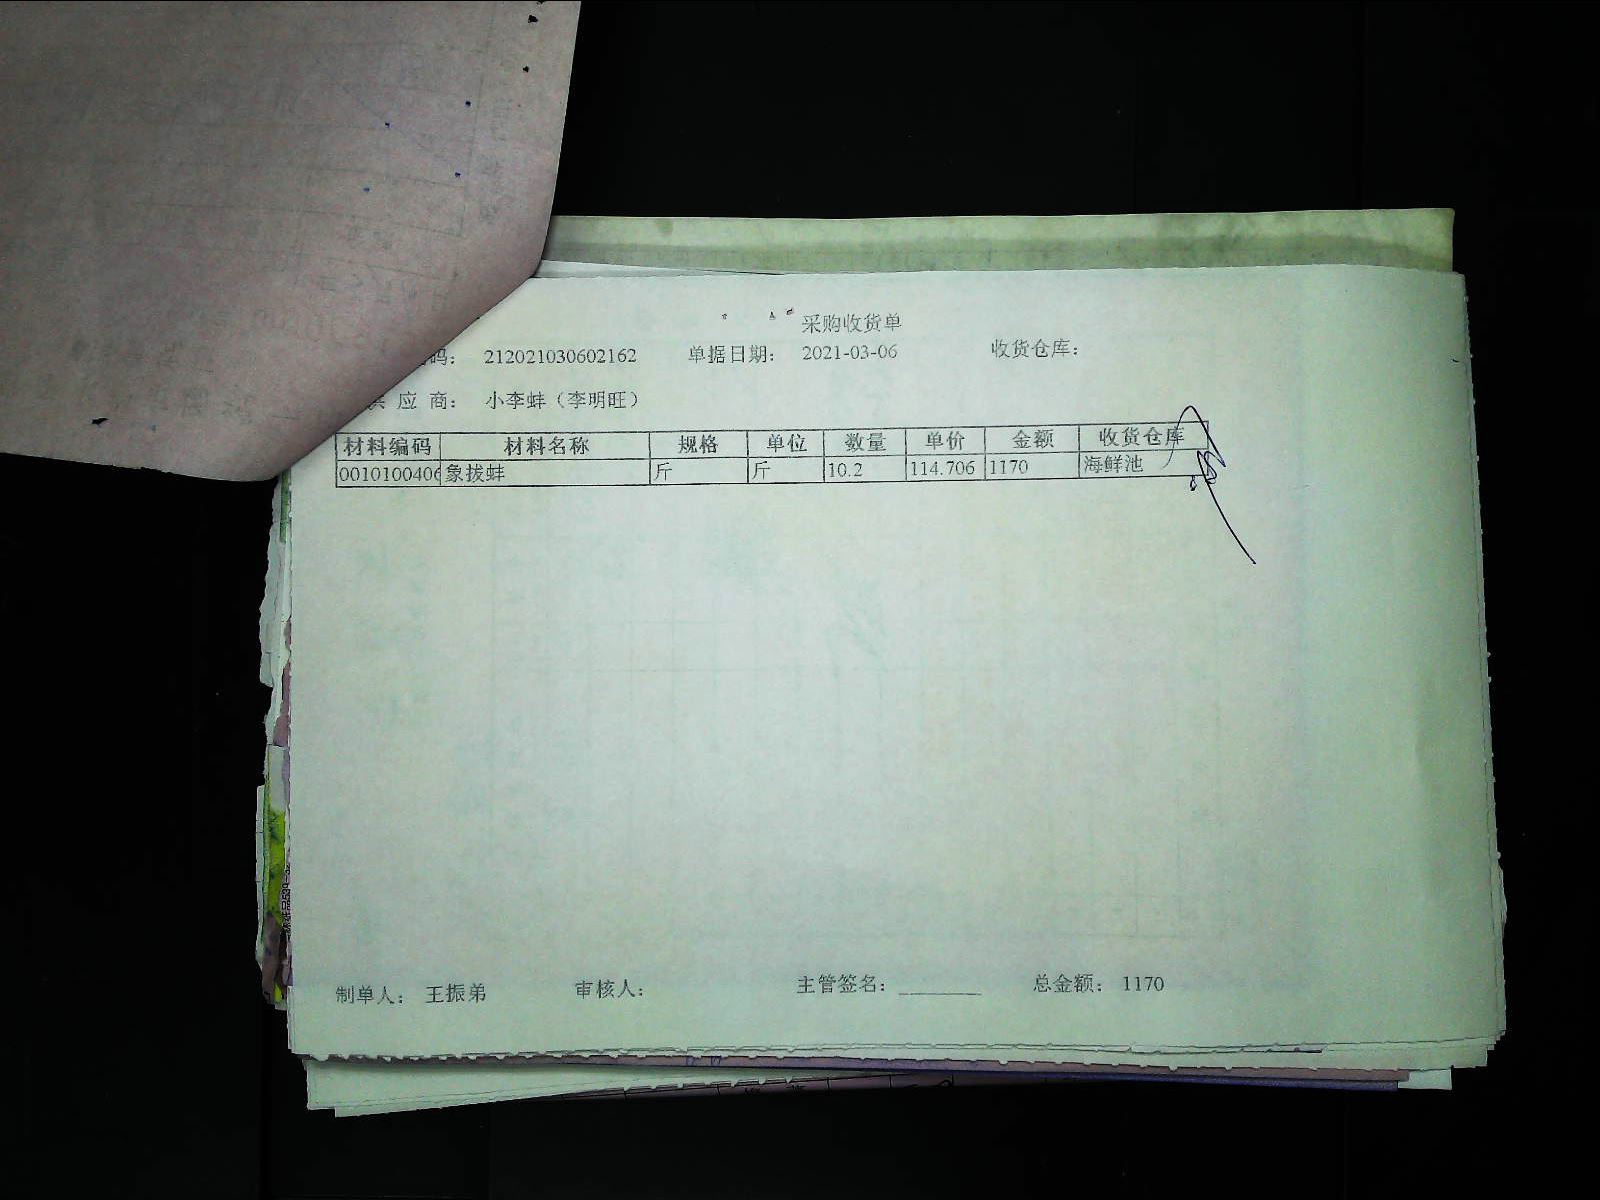 采购收货单
码： 212021030602162 单据日期： 2021-03-06 收货仓库：
供 应 商： 小李蚌（李明旺）
材料编码 材料名称 规格 单位 数量 单价 金额 收货仓库
0010100406 象拔蚌 斤 斤 10.2 114.706 1170 海鲜池
制单人： 王振弟 审核人： 主管签名： ________ 总金额： 1170